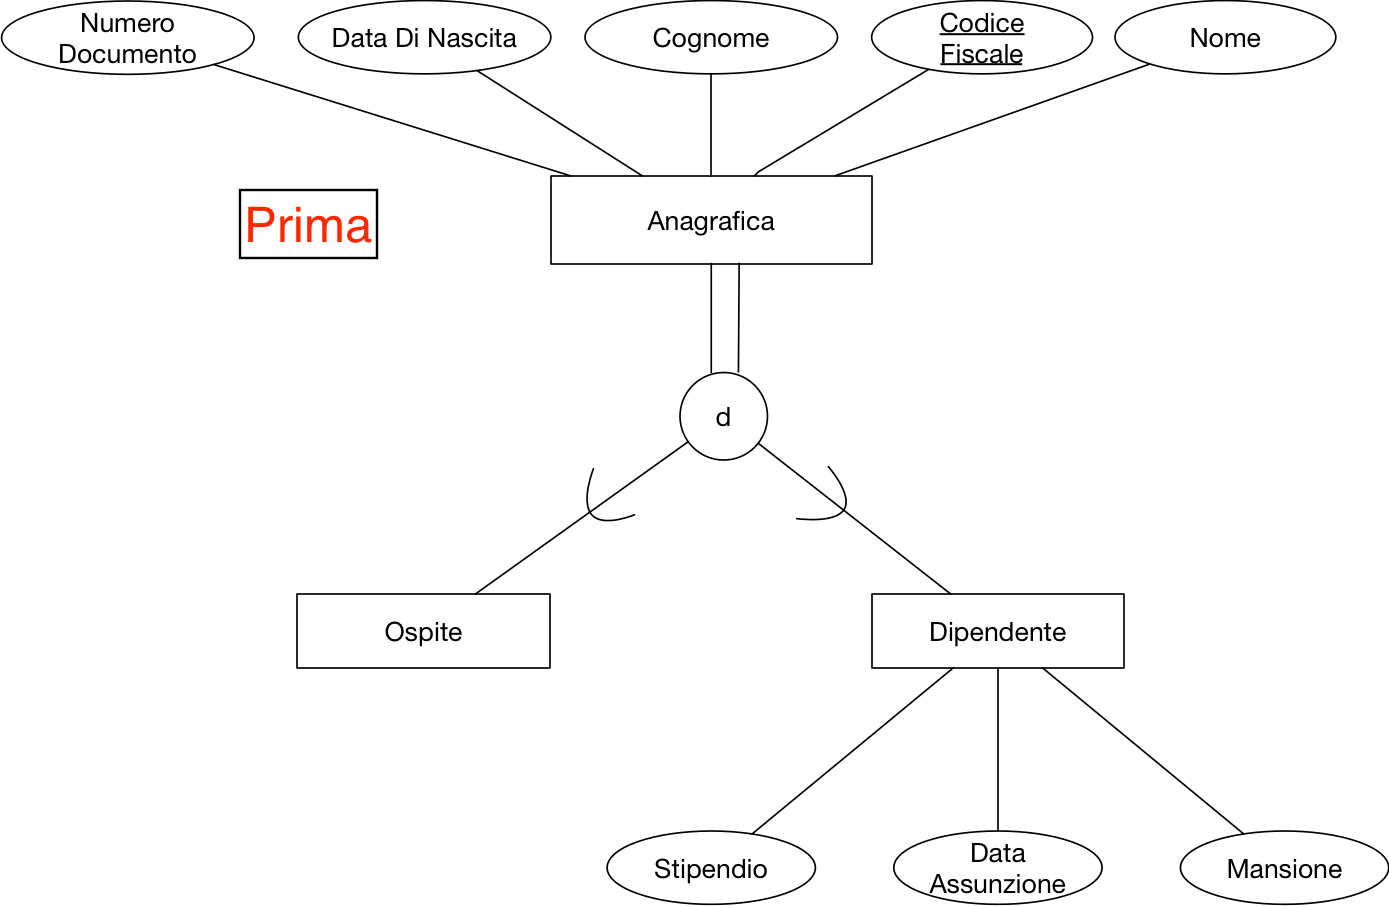 Numero
Documento
Data Di Nascita
Cognome
Codice
Fiscale
Nome
Prima
Anagrafica
d
Ospite
Dipendente
Stipendio
Data
Assunzione
Mansione